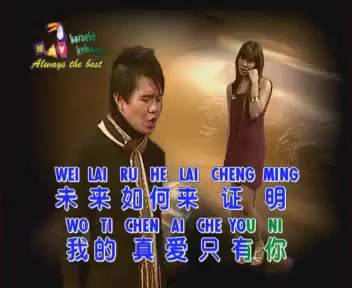 karaoke
Always the best
WEI LAI RU HE LAI CHENG MING
未来如何来 证 明
WO TI CHEN AI CHE YOU NI
我的 真爱只有你